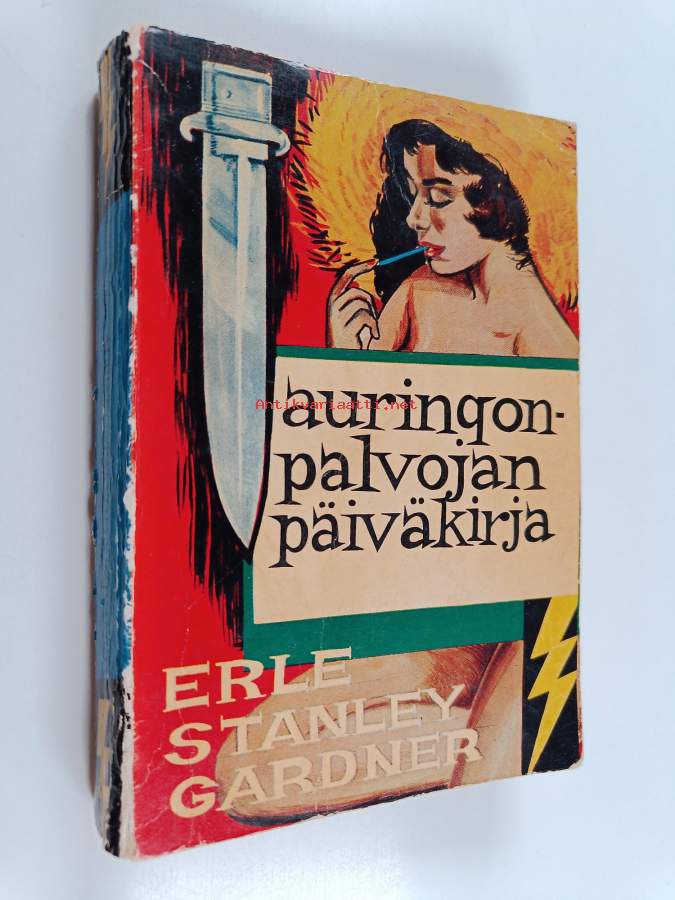 auringon-
palvojan
päiväkirja
Antikvariaatti.net
ERLE
STANLEY
GARDNER